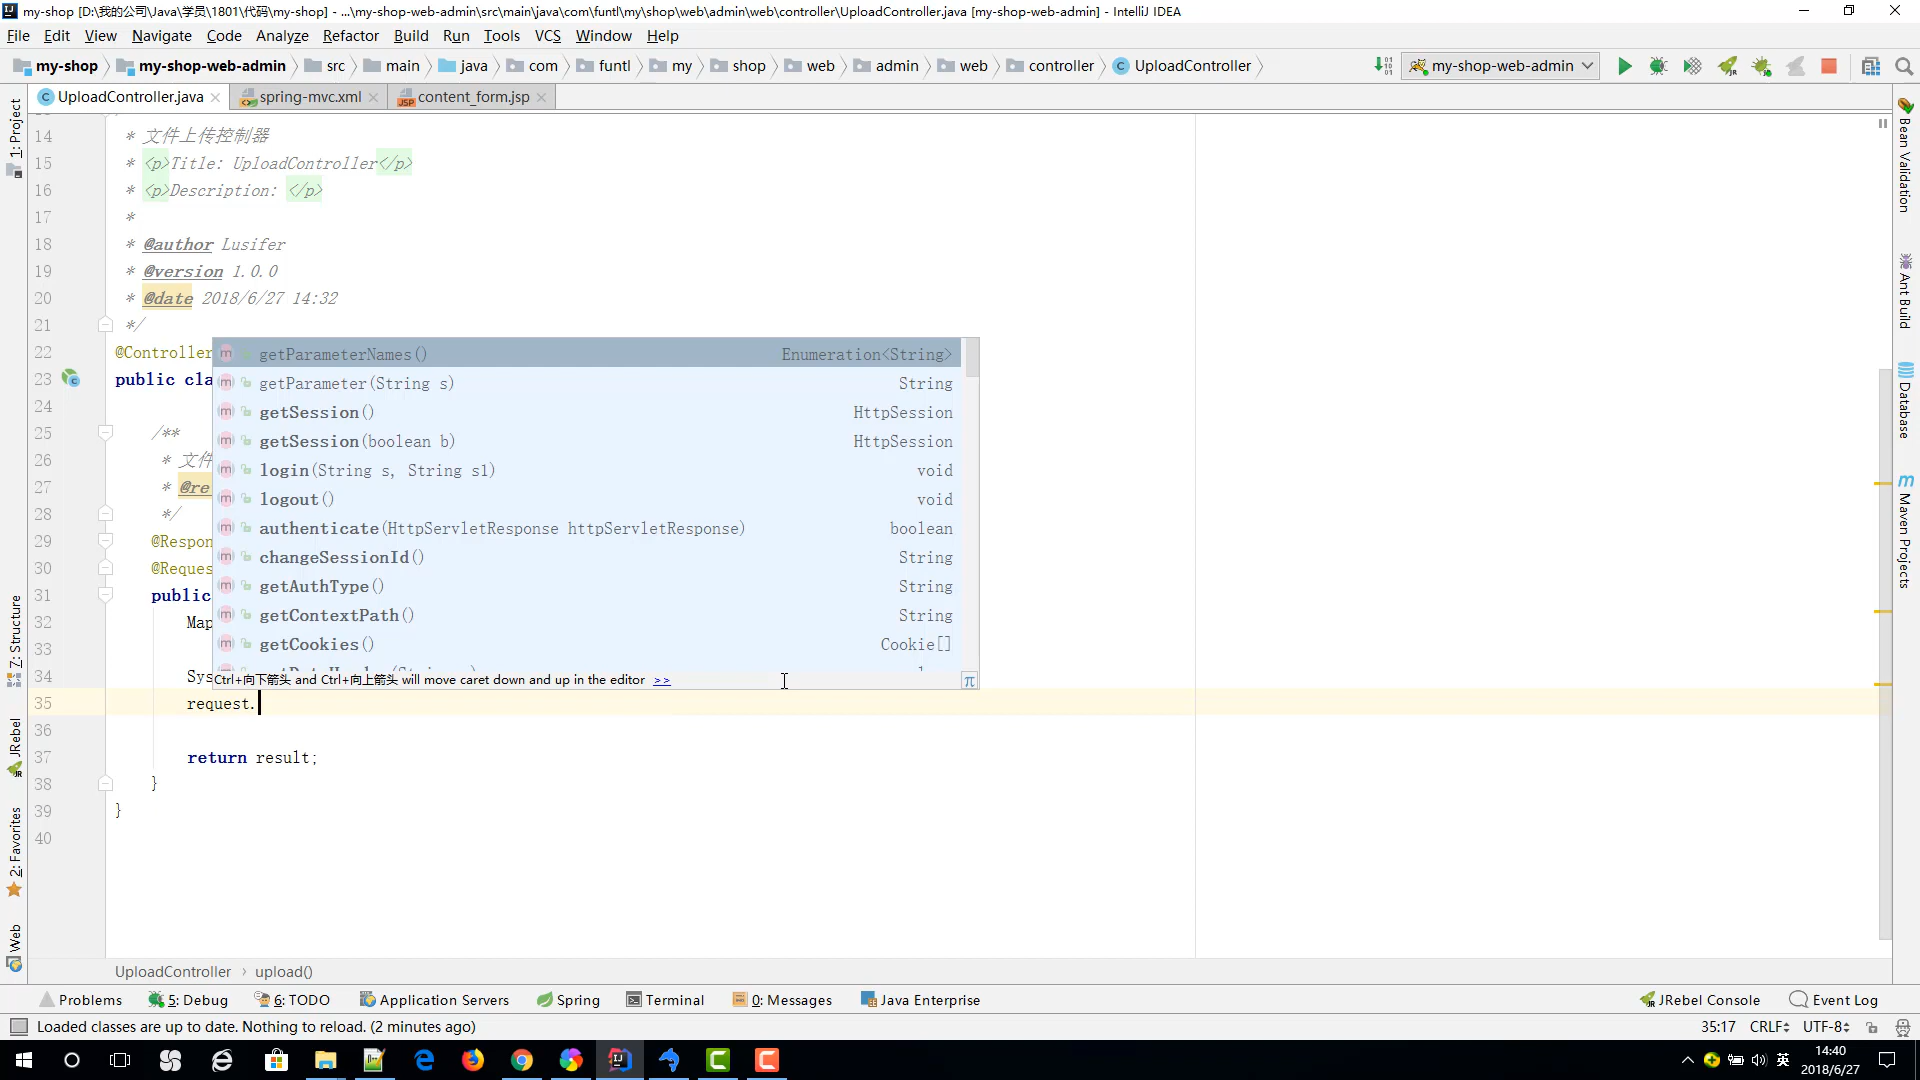 my-shop [D:\我的公司\Java\学员\1801\代码\my-shop] - ...\my-shop-web-admin\src\main\java\com\funtl\my\shop\web\admin\web\controller\UploadController.java [my-shop-web-admin] - IntelliJ IDEA
File Edit View Navigate Code Analyze Refactor Build Run Tools VCS Window Help
my-shop my-shop-web-admin src main java com funtl my shop web admin web controller UploadController my-shop-web-admin
UploadController.java spring-mvc.xml content_form.jsp
14 * 文件上传控制器
15 * <p>Title: UploadController</p>
16 * <p>Description: </p>
17 *
18 * @author Lusifer
19 * @version 1.0.0
20 * @date 2018/6/27 14:32
21 */
22 @Controller
23 public cla
24
25 /**
26 * 文件
27 * @re
28 */
29 @Respon
30 @Reques
31 public
32 Map
33
34 Sys
35 request.
36
37 return result;
38 }
39 }
40
getParameterNames() Enumeration<String>
getParameter(String s) String
getSession() HttpSession
getSession(boolean b) HttpSession
login(String s, String s1) void
logout() void
authenticate(HttpServletResponse httpServletResponse) boolean
changeSessionId() String
getAuthType() String
getContextPath() String
getCookies() Cookie[]
Ctrl+向下箭头 and Ctrl+向上箭头 will move caret down and up in the editor >>
π
1: Project
7: Structure
JRebel
2: Favorites
Web
Bean Validation
Ant Build
Database
Maven Projects
UploadController › upload()
Problems 5: Debug 6: TODO Application Servers Spring Terminal 0: Messages Java Enterprise JRebel Console Event Log
Loaded classes are up to date. Nothing to reload. (2 minutes ago) 35:17 CRLF UTF-8
英 14:40
2018/6/27